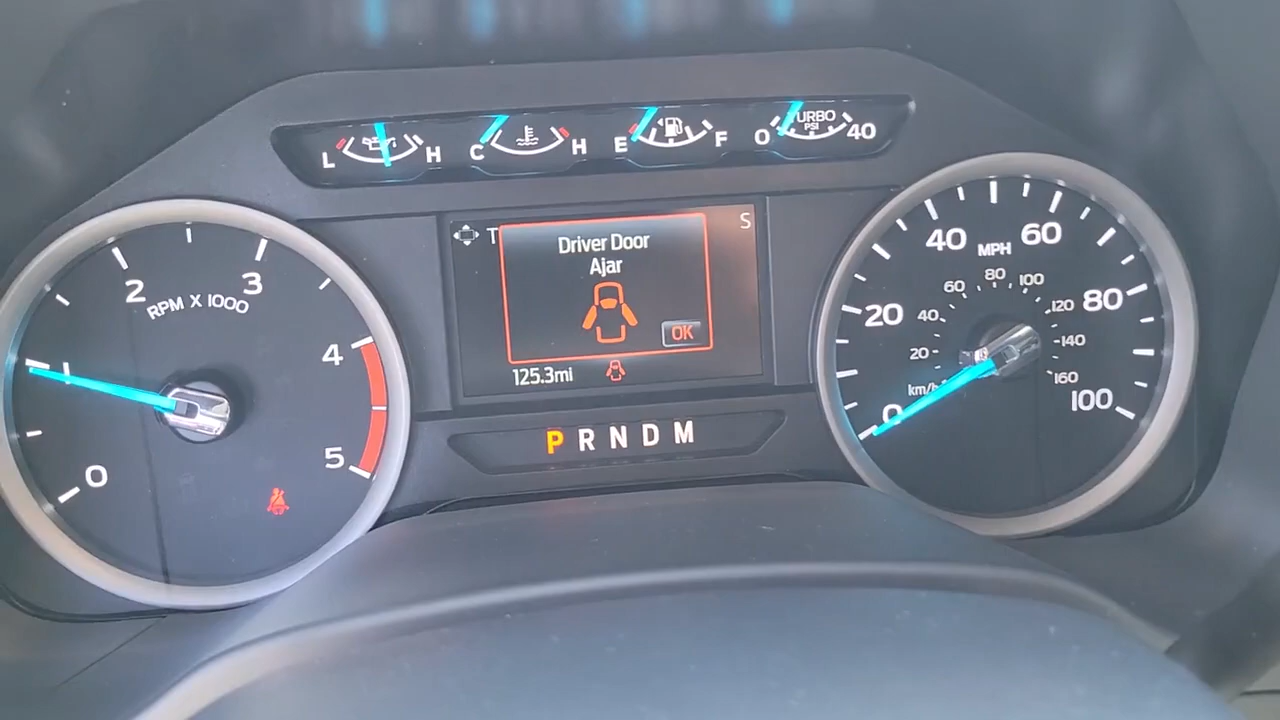 L H C H E F 0 TURBO PSI 40
T Driver Door S
Ajar
OK
125.3mi
P R N D M
0 2 3 4 5
RPM X 1000
0 20 40 60 80 100
MPH
20 40 60 80 100 120 140 160
km/h